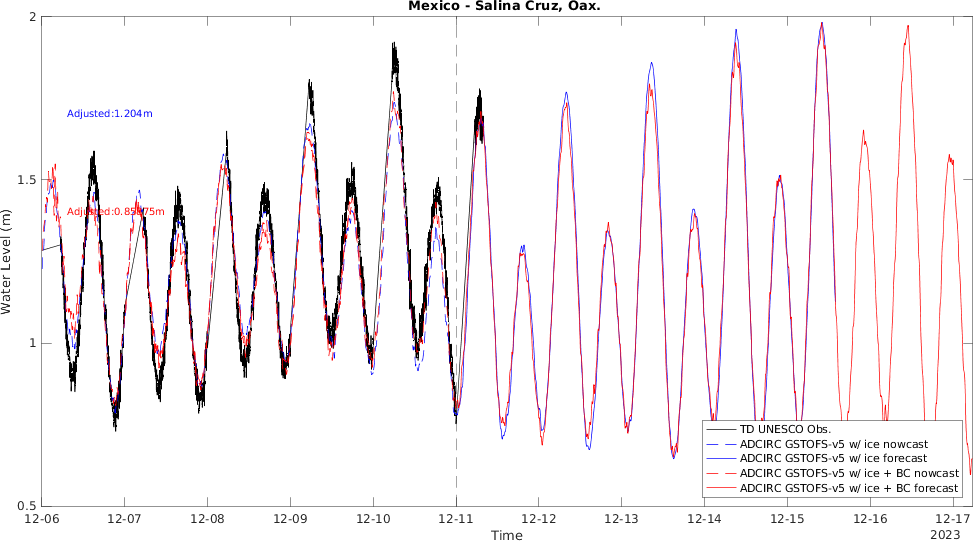 Mexico - Salina Cruz, Oax.
2
1.5
1
0.5
Water Level (m)
Adjusted:1.204m
TD UNESCO Obs.
ADCIRC GSTOFS-v5 w/ ice nowcast
ADCIRC GSTOFS-v5 w/ ice forecast
ADCIRC GSTOFS-v5 w/ ice + BC nowcast
ADCIRC GSTOFS-v5 w/ ice + BC forecast
12-06 12-07 12-08 12-09 12-10 12-11 12-12 12-13 12-14 12-15 12-16 12-17
Time
2023